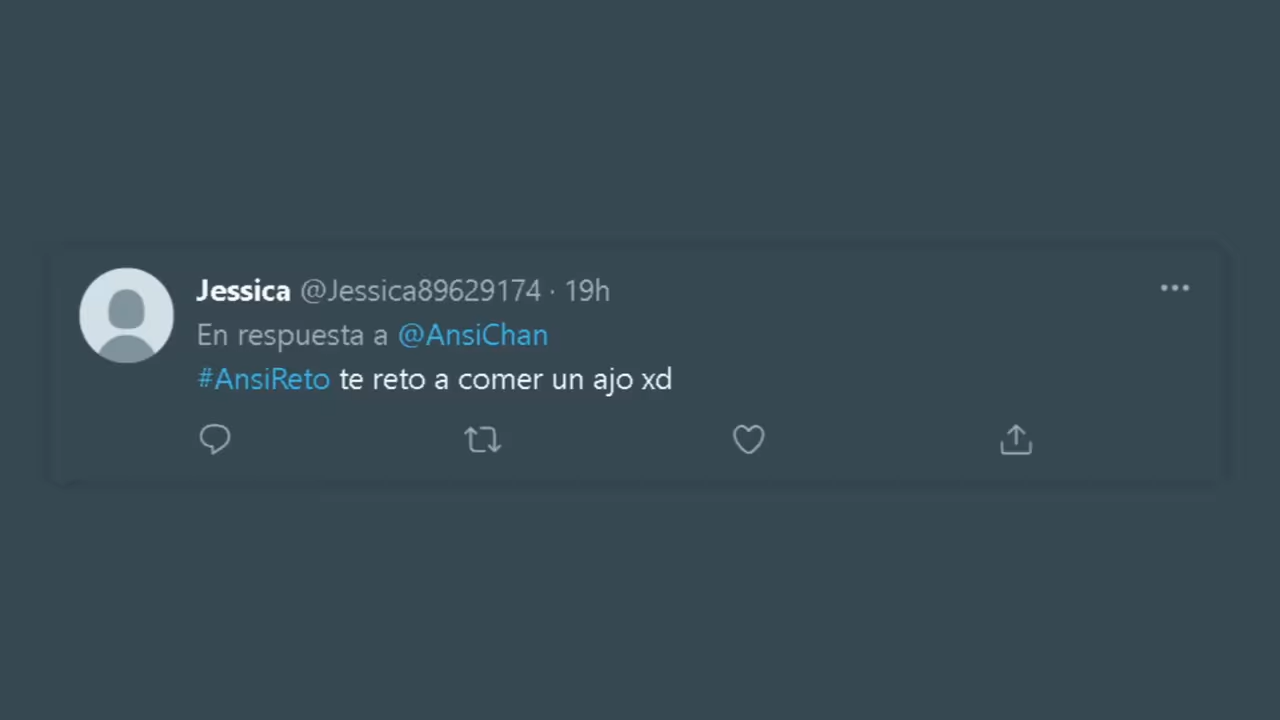 Jessica @Jessica89629174 · 19h
En respuesta a @AnsiChan
#AnsiReto te reto a comer un ajo xd